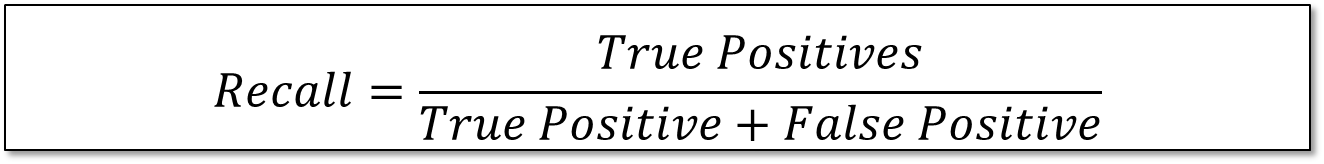 Recall = True Positives / True Positive + False Positive